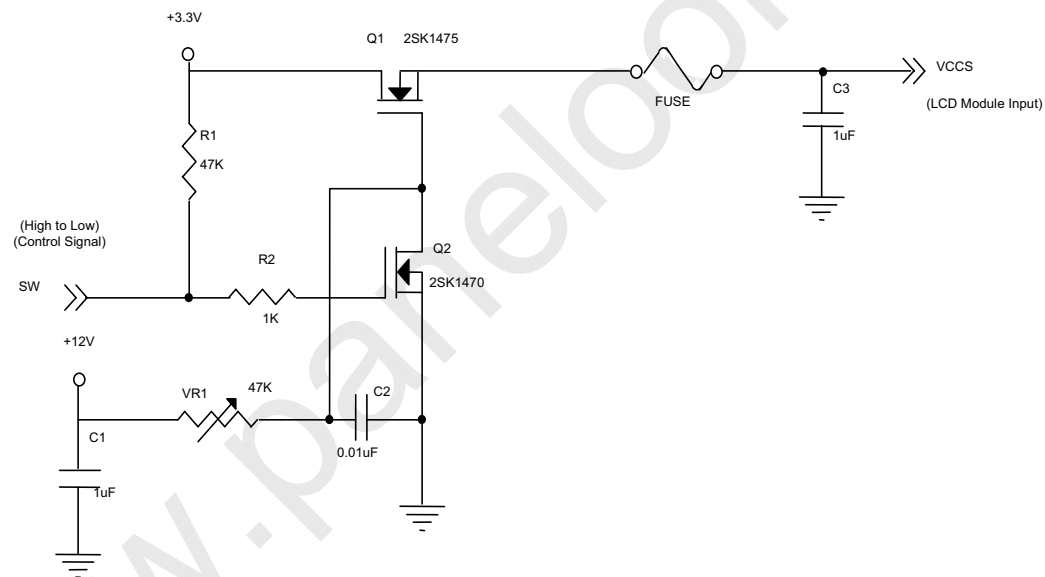 +3.3V
Q1 2SK1475
VCCS
FUSE
C3
(LCD Module Input)
1uF
R1
47K
(High to Low)
(Control Signal)
SW
R2
1K
Q2
2SK1470
+12V
VR1
47K
C2
C1
0.01uF
1uF
w.paneloo